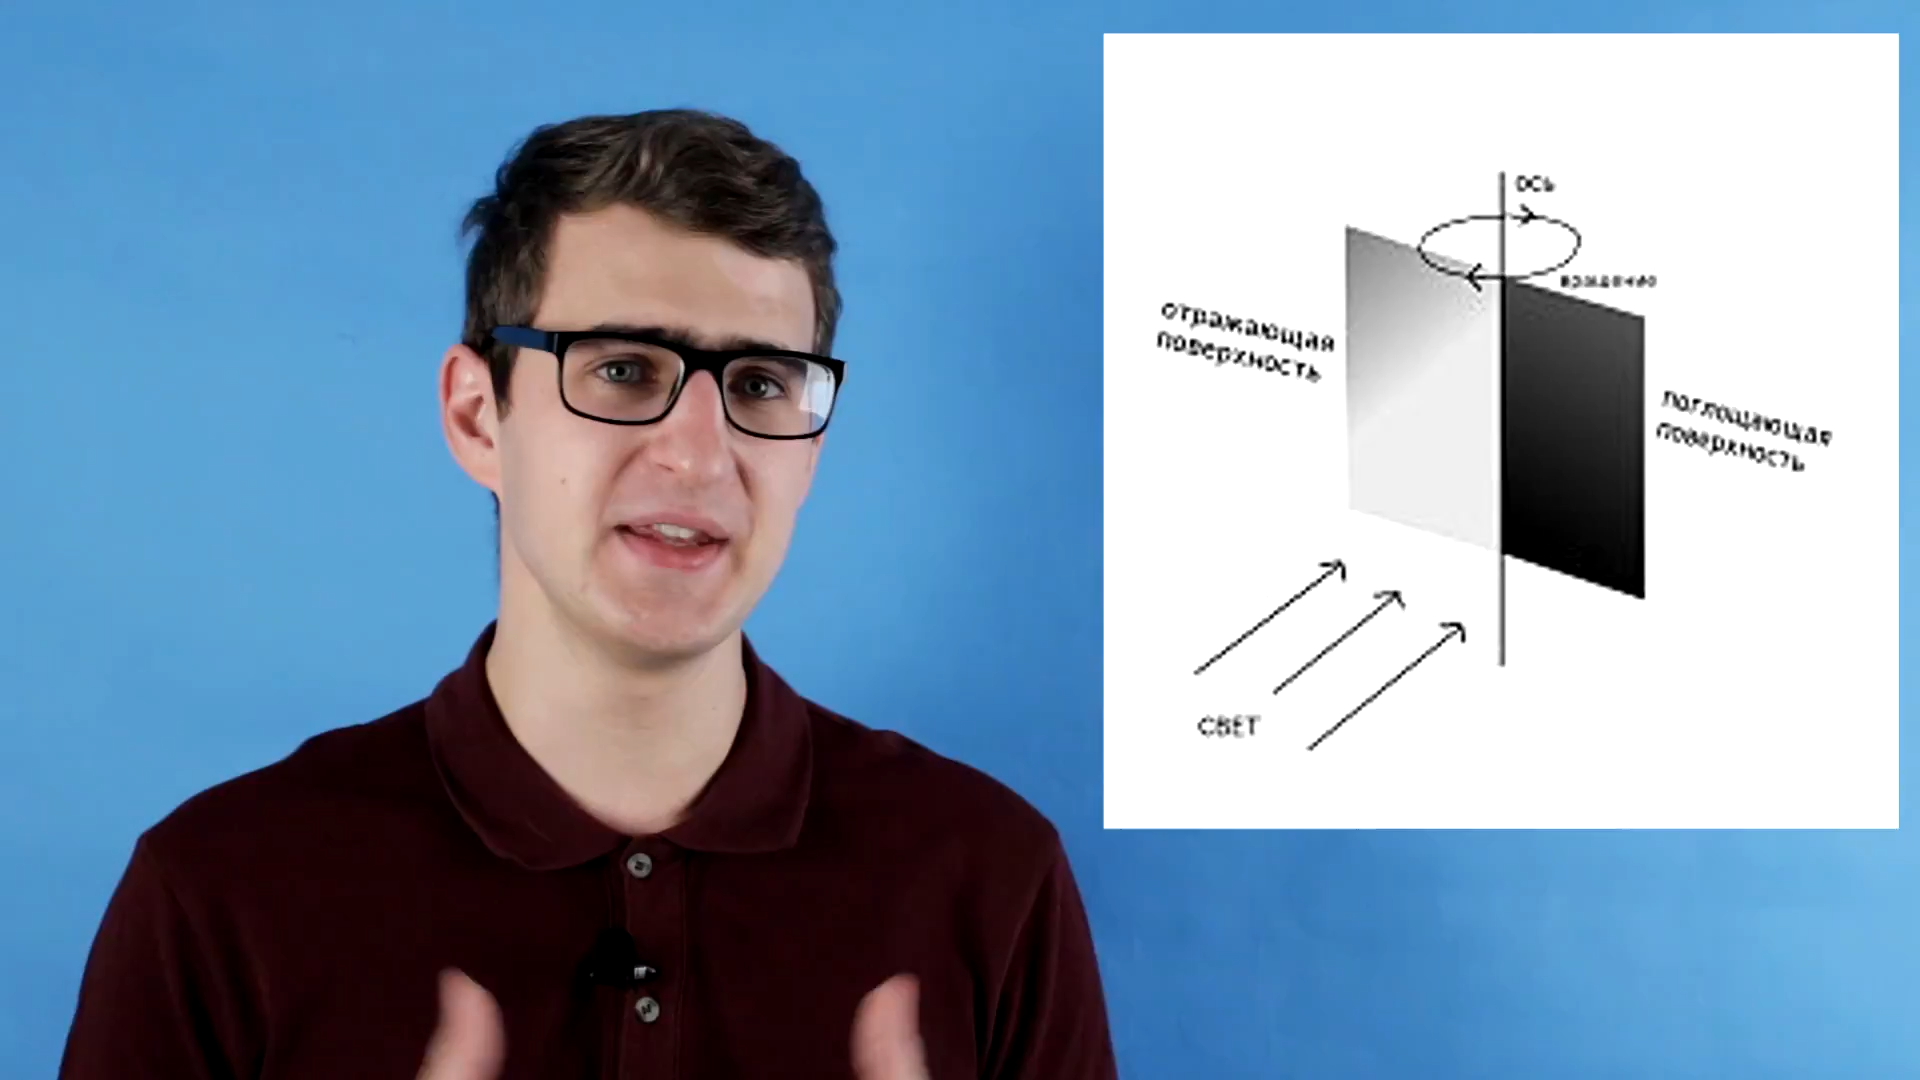 ОСЬ
вращение
отражающая
поверхность
поглощающая
поверхность
СВЕТ